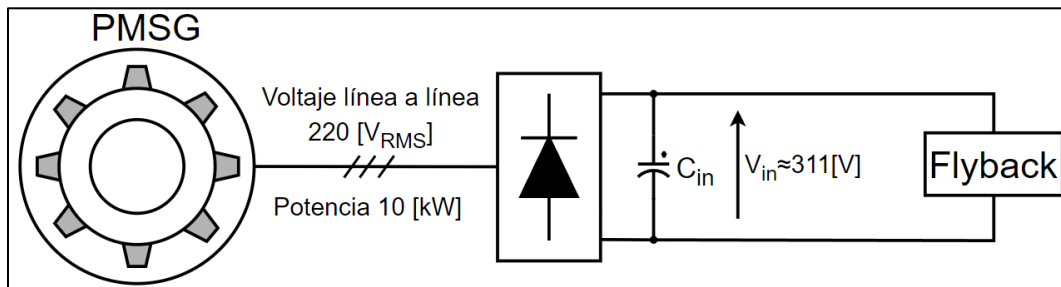 PMSG
Voltaje línea a línea
220 [V_RMS]
Potencia 10 [kW]
C_in
V_in≈311[V]
Flyback